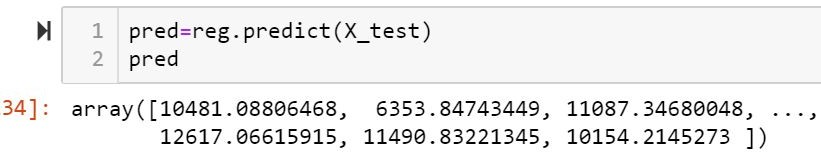 1 pred=reg.predict(X_test)
2 pred
34]: array([10481.08806468,  6353.84743449, 11087.34680048, ...,
12617.06615915, 11490.83221345, 10154.2145273 ])